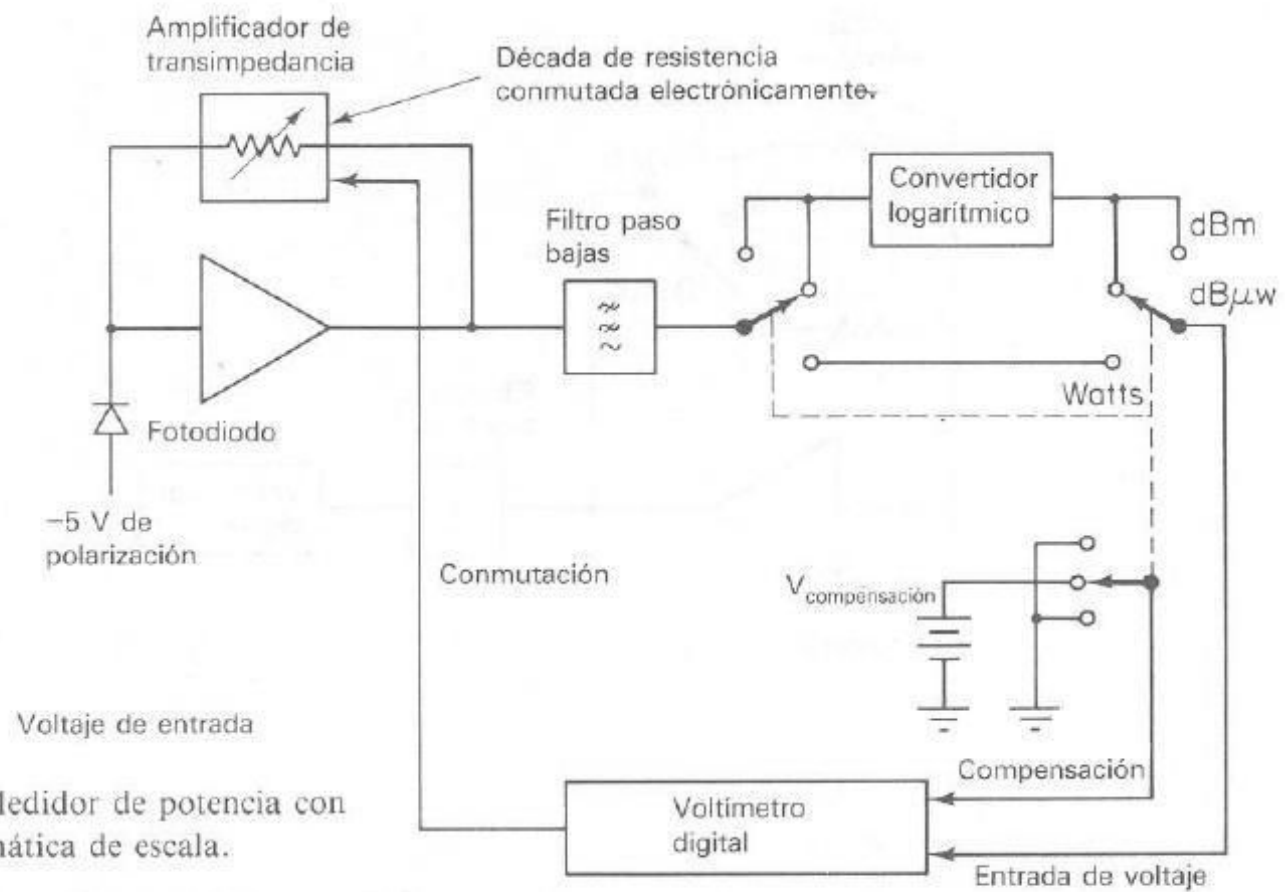 Amplificador de
transimpedancia
Década de resistencia
conmutada electrónicamente.
Convertidor
logarítmico
Filtro paso
bajas
dBm
dBμw
Watts
Fotodiodo
−5 V de
polarización
Conmutación
V compensación
Voltaje de entrada
Compensación
ledidor de potencia con
nática de escala.
Voltímetro
digital
Entrada de voltaje